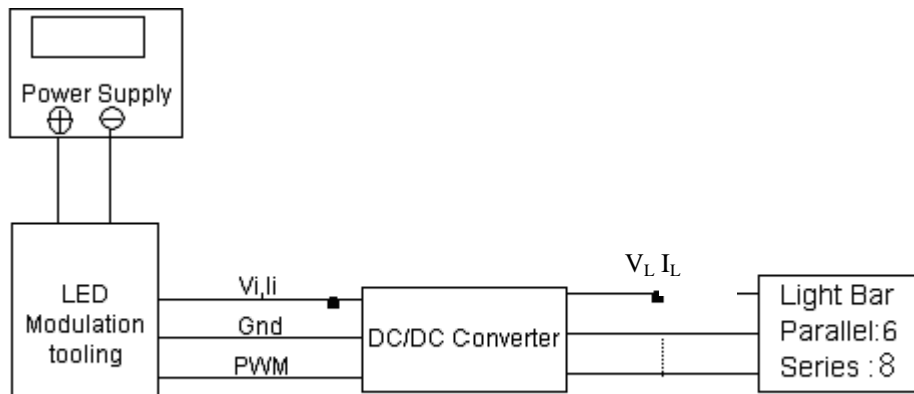 Power Supply
LED
Modulation
tooling
Vi,Ii
Gnd
PWM
DC/DC Converter
VL IL
Light Bar
Parallel:6
Series :8